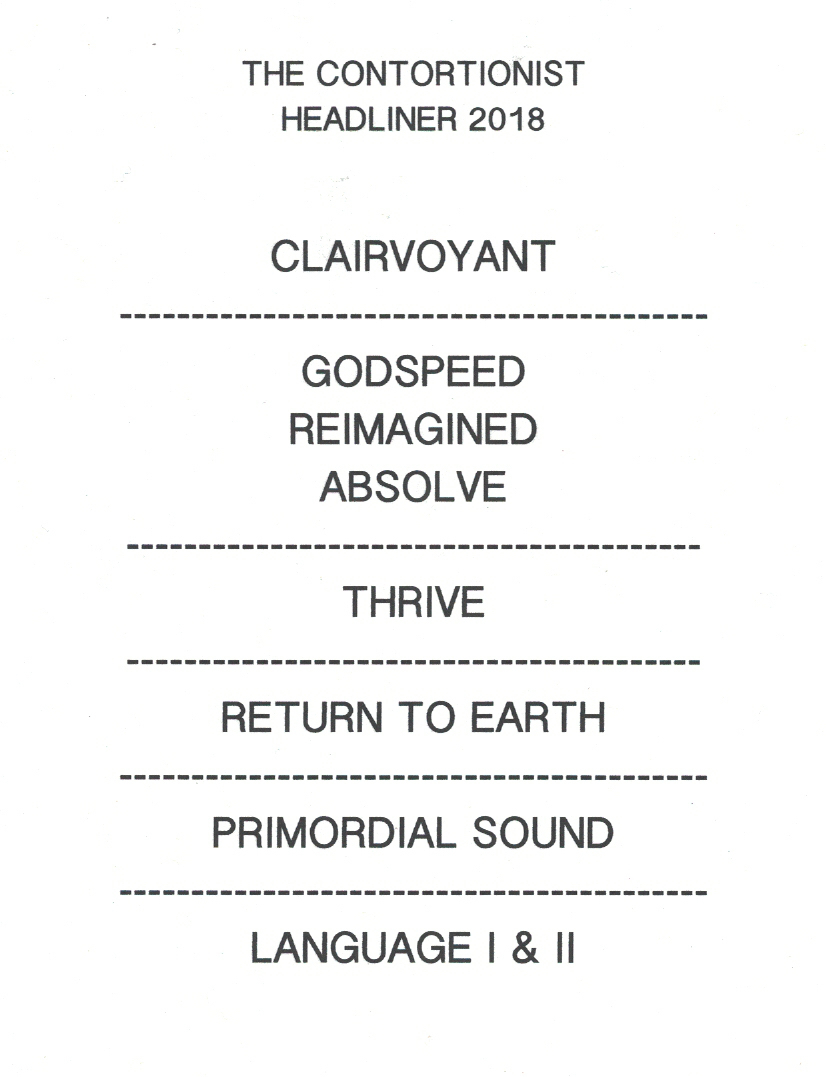 THE CONTORTIONIST
HEADLINER 2018
CLAIRVOYANT
-----------------------------------------
GODSPEED
REIMAGINED
ABSOLVE
----------------------------------------
THRIVE
----------------------------------------
RETURN TO EARTH
-----------------------------------------
PRIMORDIAL SOUND
-----------------------------------------
LANGUAGE I & II